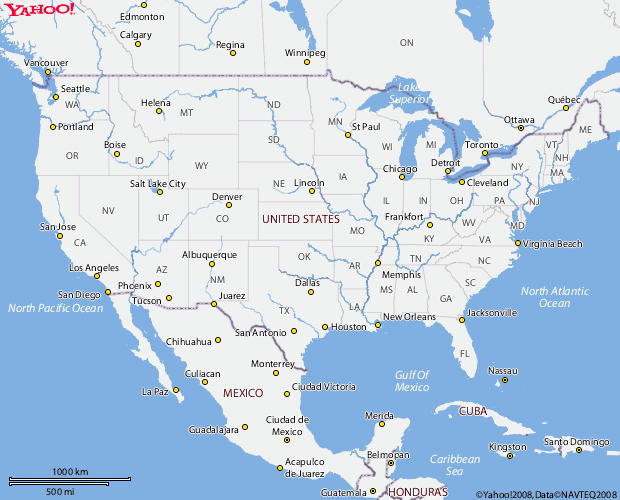 YAHOO!
Edmonton
Calgary
Regina
Winnipeg
ON
Vancouver
Seattle
WA
Lake
Superior
Québec
Ottawa
ME
Helena
MT
ND
MN
St Paul
Portland
OR
Boise
ID
WY
SD
WI
MI
Toronto
Detroit
NY
VT
NH
MA
Salt Lake City
NE
Lincoln
IA
Chicago
Cleveland
PA
NJ
NV
UT
Denver
CO
UNITED STATES
IL
IN
OH
MD
Frankfort
San Jose
CA
MO
KY
VA
Virginia Beach
Los Angeles
AZ
Albuquerque
NM
OK
AR
TN
Memphis
NC
San Diego
Phoenix
Tucson
Juarez
Dallas
MS
AL
GA
SC
North Pacific Ocean
North Atlantic
Ocean
TX
LA
New Orleans
Jacksonville
San Antonio
Houston
Chihuahua
FL
Monterrey
Gulf Of
Mexico
Nassau
La Paz
Culiacan
MEXICO
Ciudad Victoria
Guadalajara
Ciudad de
Mexico
Merida
CUBA
Acapulco
de Juarez
Belmopan
Caribbean
Sea
Kingston
Santo Domingo
Guatemala
HONDURAS
1000 km
500 mi
©Yahoo!2008,Data©NAVTEQ2008